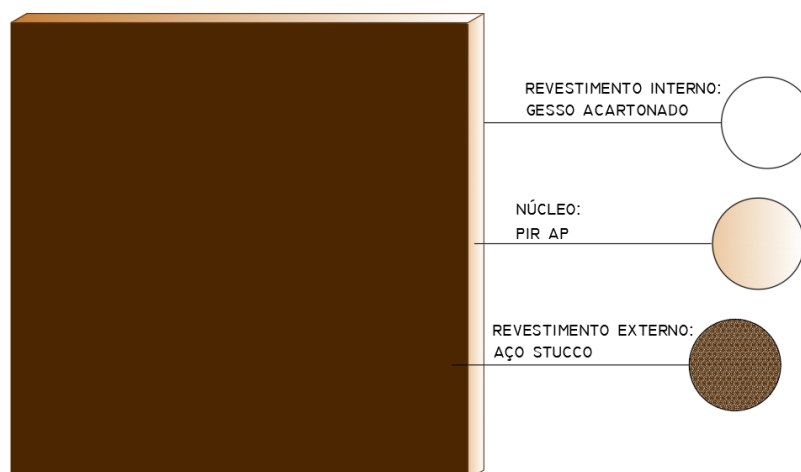 REVESTIMENTO INTERNO:
GESSO ACARTONADO
NÚCLEO:
PIR AP
REVESTIMENTO EXTERNO:
AÇO STUCCO